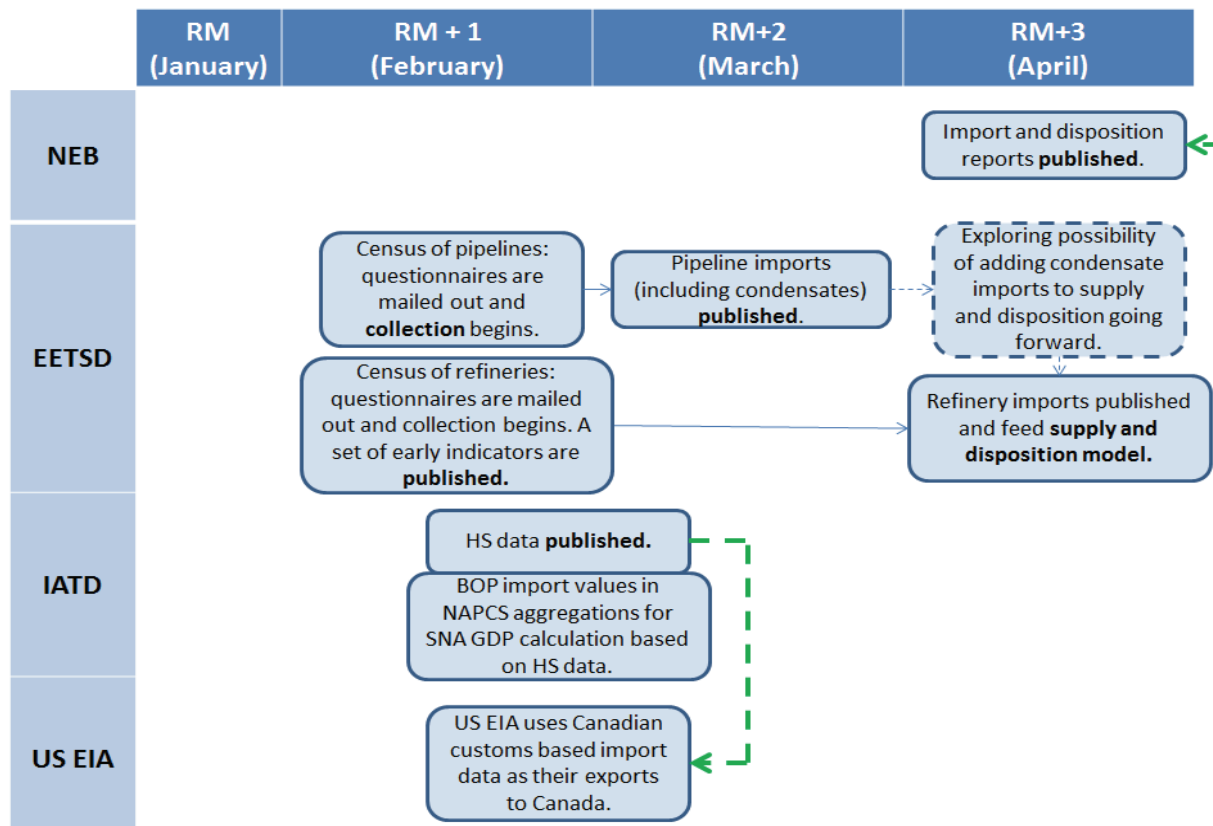 RM
(January)
RM + 1
(February)
RM+2
(March)
RM+3
(April)
NEB
Import and disposition
reports published.
EETSD
Census of pipelines:
questionnaires are
mailed out and
collection begins.
Pipeline imports
(including condensates)
published.
Exploring possibility
of adding condensate
imports to supply
and disposition going
forward.
Census of refineries:
questionnaires are mailed
out and collection begins. A
set of early indicators are
published.
Refinery imports published
and feed supply and
disposition model.
IATD
HS data published.
BOP import values in
NAPCS aggregations for
SNA GDP calculation based
on HS data.
US EIA
US EIA uses Canadian
customs based import
data as their exports
to Canada.